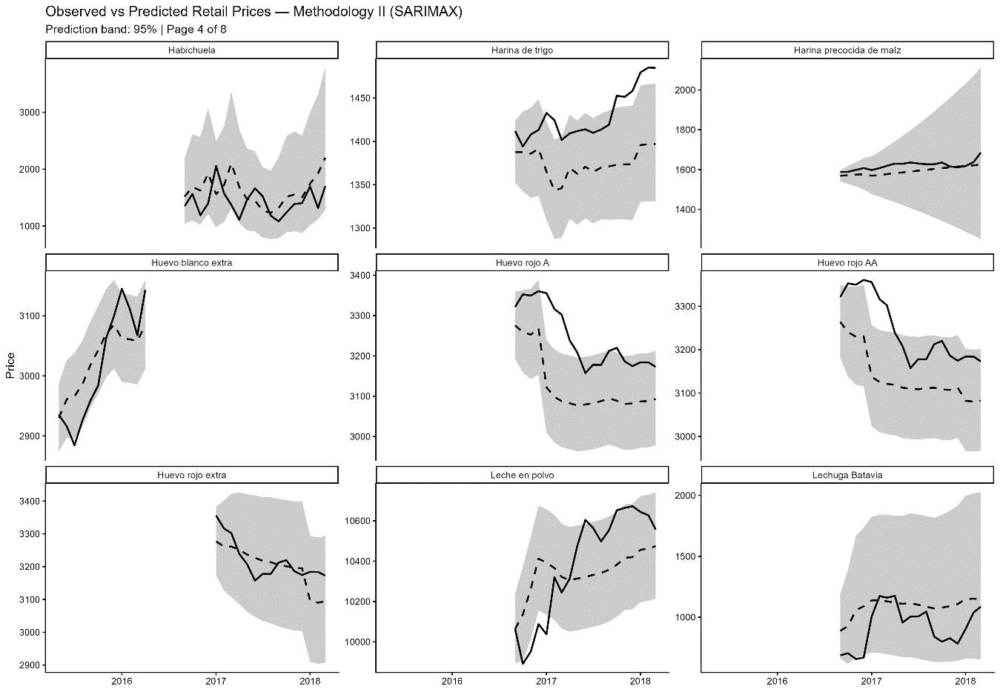 Observed vs Predicted Retail Prices — Methodology II (SARIMAX)
Prediction band: 95% | Page 4 of 8
Habichuela
Harina de trigo
Harina precocida de maíz
3000
2000
1000
1450
1400
1350
1300
2000
1800
1600
1400
Huevo blanco extra
Huevo rojo A
Huevo rojo AA
Price
3100
3000
2900
3400
3300
3200
3100
3000
3300
3200
3100
3000
Huevo rojo extra
Leche en polvo
Lechuga Batavia
3400
3300
3200
3100
3000
2900
10600
10400
10200
10000
2000
1000
2016 2017 2018
2016 2017 2018
2016 2017 2018